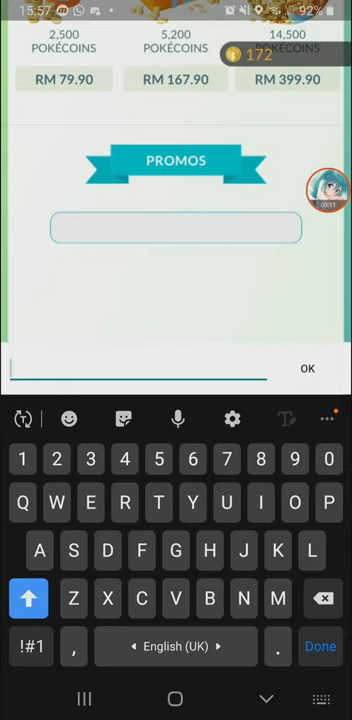 15:57
92%
2,500
POKÉCOINS
5,200
POKÉCOINS
14,500
POKÉCOINS
172
RM 79.90
RM 167.90
RM 399.90
PROMOS
OK
1 2 3 4 5 6 7 8 9 0
Q W E R T Y U I O P
A S D F G H J K L
Z X C V B N M
!#1 , English (UK) . Done